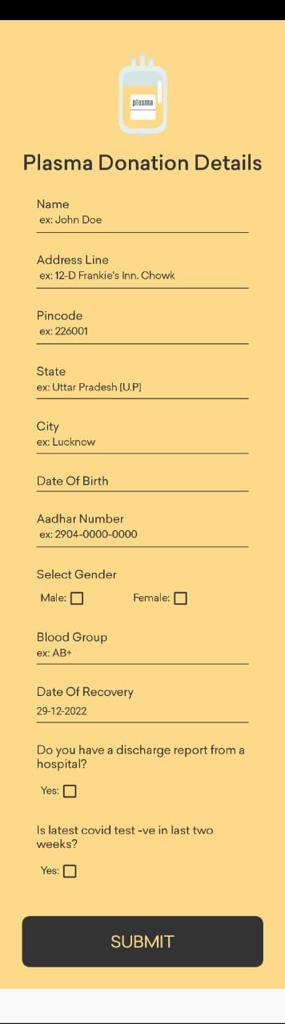 plasma
Plasma Donation Details
Name
ex: John Doe
Address Line
ex: 12-D Frankie's Inn. Chowk
Pincode
ex: 226001
State
ex: Uttar Pradesh [U.P]
City
ex: Lucknow
Date Of Birth
Aadhar Number
ex: 2904-0000-0000
Select Gender
Male: Female:
Blood Group
ex: AB+
Date Of Recovery
29-12-2022
Do you have a discharge report from a
hospital?
Yes:
Is latest covid test -ve in last two
weeks?
Yes:
SUBMIT